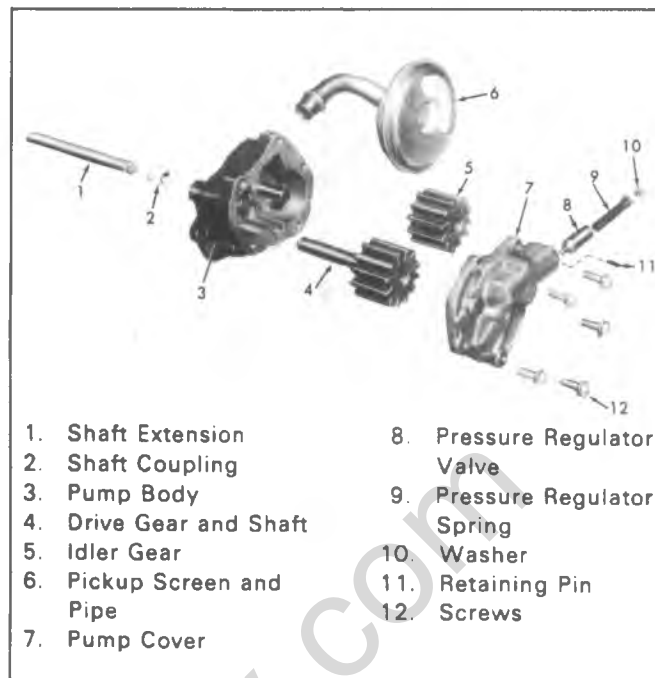 6
10
5
9
7
8
1
2
11
3
4
12
1. Shaft Extension
2. Shaft Coupling
3. Pump Body
4. Drive Gear and Shaft
5. Idler Gear
6. Pickup Screen and
Pipe
7. Pump Cover
8. Pressure Regulator
Valve
9. Pressure Regulator
Spring
10. Washer
11. Retaining Pin
12. Screws
.com